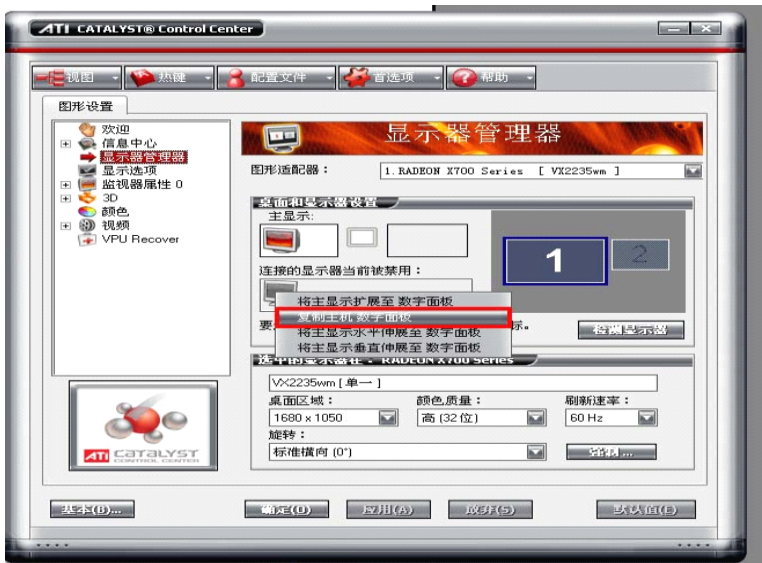 ATI CATALYST® Control Center
视图 热键 配置文件 首选项 帮助
图形设置
欢迎
信息中心
显示器管理器
显示选项
监视器属性 0
3D
颜色
视频
VPU Recover
显示器管理器
图形适配器：
1. RADEON X700 Series [ VX2235wm ]
桌面和显示器设置
主显示:
1
2
连接的显示器当前被禁用：
将主显示扩展至 数字面板
复制主机 数字面板
将主显示水平伸展至 数字面板
将主显示垂直伸展至 数字面板
要
标。
检测显示器
RADEON X700 Series
VX2235wm [ 单一 ]
桌面区域： 颜色质量： 刷新速率：
1680 x 1050 高 (32 位) 60 Hz
旋转：
标准横向 (0°)
ATI CATALYST
CONTROL CENTER
基本(B)... 确定(O) 应用(A) 放弃(S) 默认值(E)